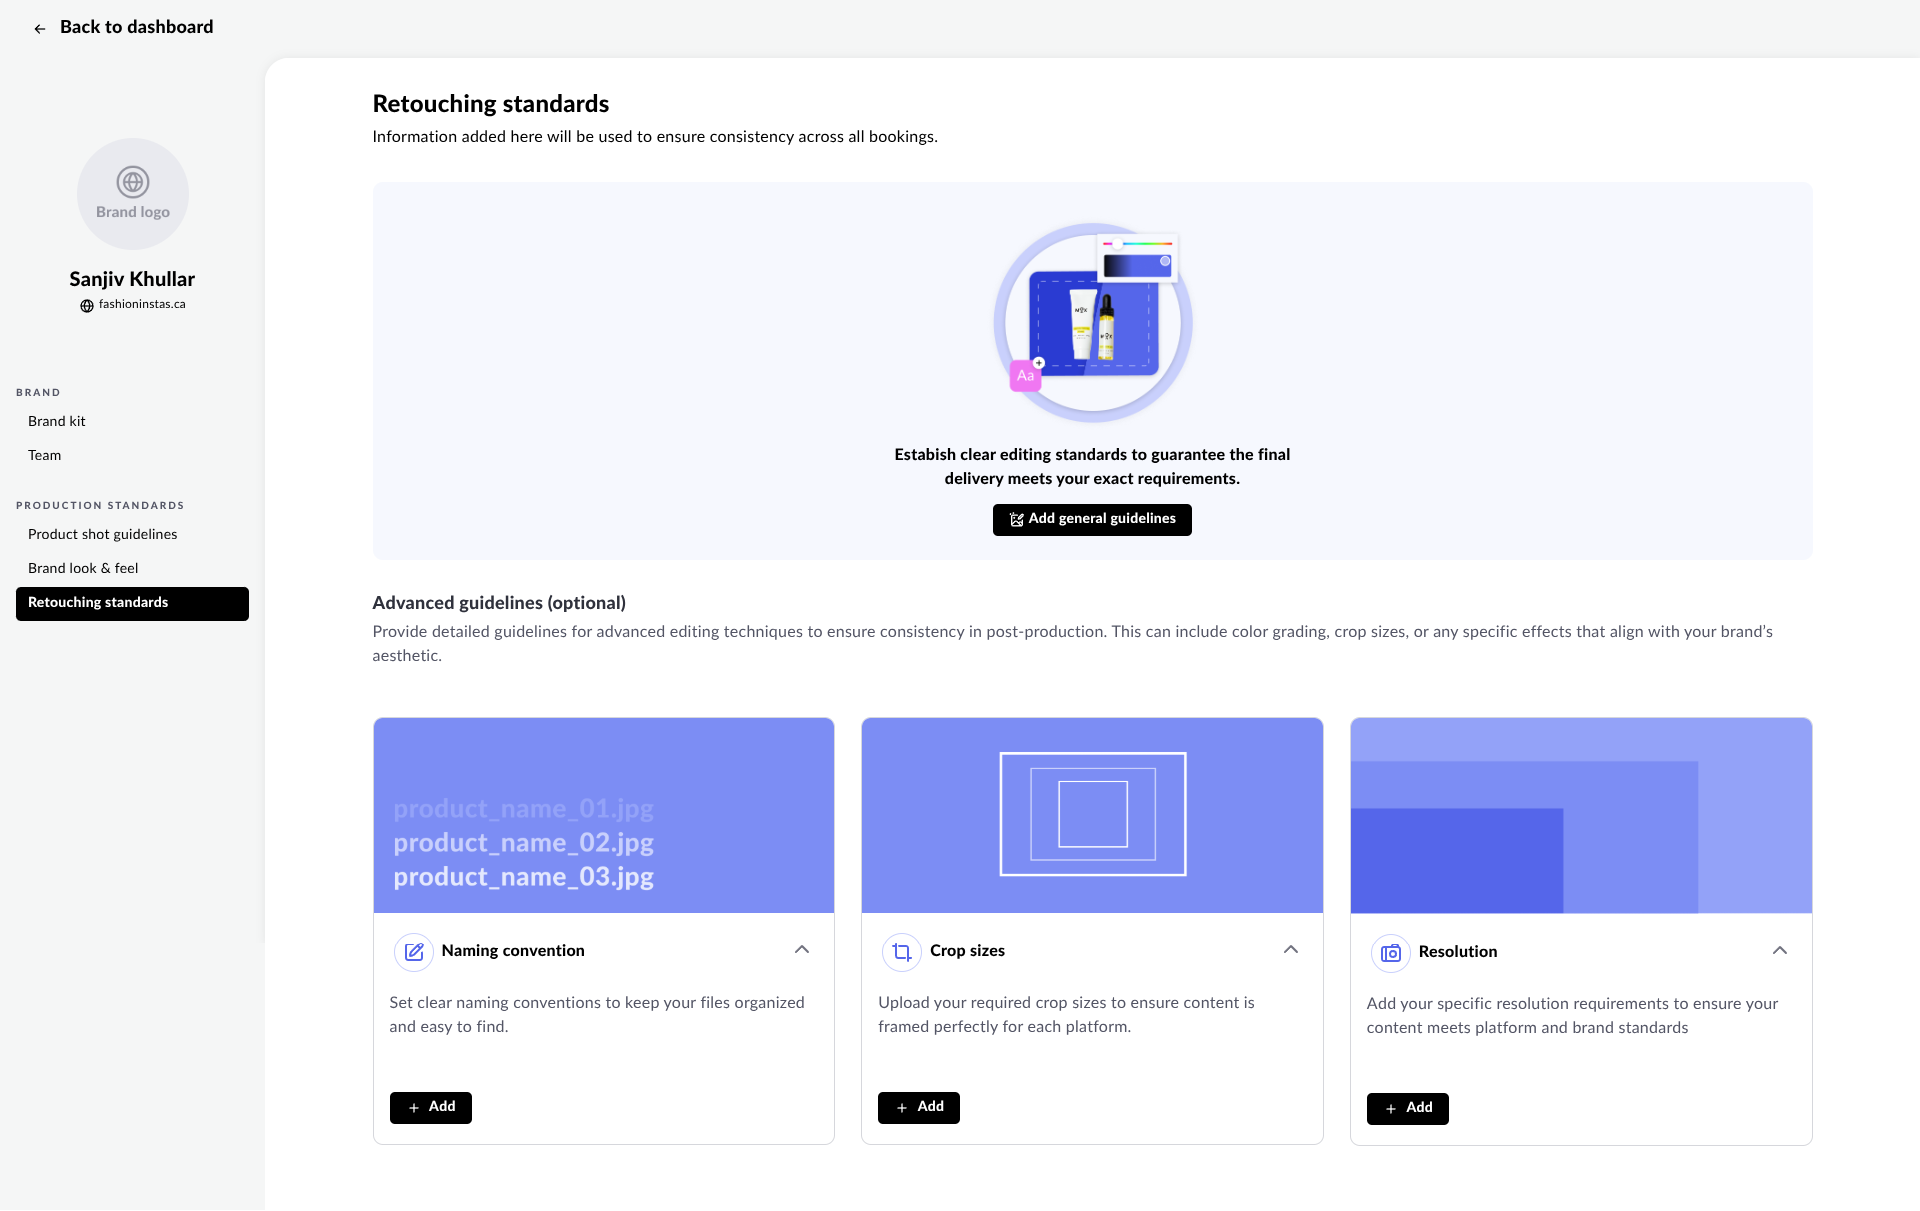 Back to dashboard
Brand logo
Sanjiv Khullar
fashioninstas.ca
BRAND
Brand kit
Team
PRODUCTION STANDARDS
Product shot guidelines
Brand look & feel
Retouching standards
Retouching standards
Information added here will be used to ensure consistency across all bookings.
Aa
Estabish clear editing standards to guarantee the final
delivery meets your exact requirements.
Add general guidelines
Advanced guidelines (optional)
Provide detailed guidelines for advanced editing techniques to ensure consistency in post-production. This can include color grading, crop sizes, or any specific effects that align with your brand’s
aesthetic.
product_name_01.jpg
product_name_02.jpg
product_name_03.jpg
Naming convention
Set clear naming conventions to keep your files organized
and easy to find.
+ Add
Crop sizes
Upload your required crop sizes to ensure content is
framed perfectly for each platform.
+ Add
Resolution
Add your specific resolution requirements to ensure your
content meets platform and brand standards
+ Add